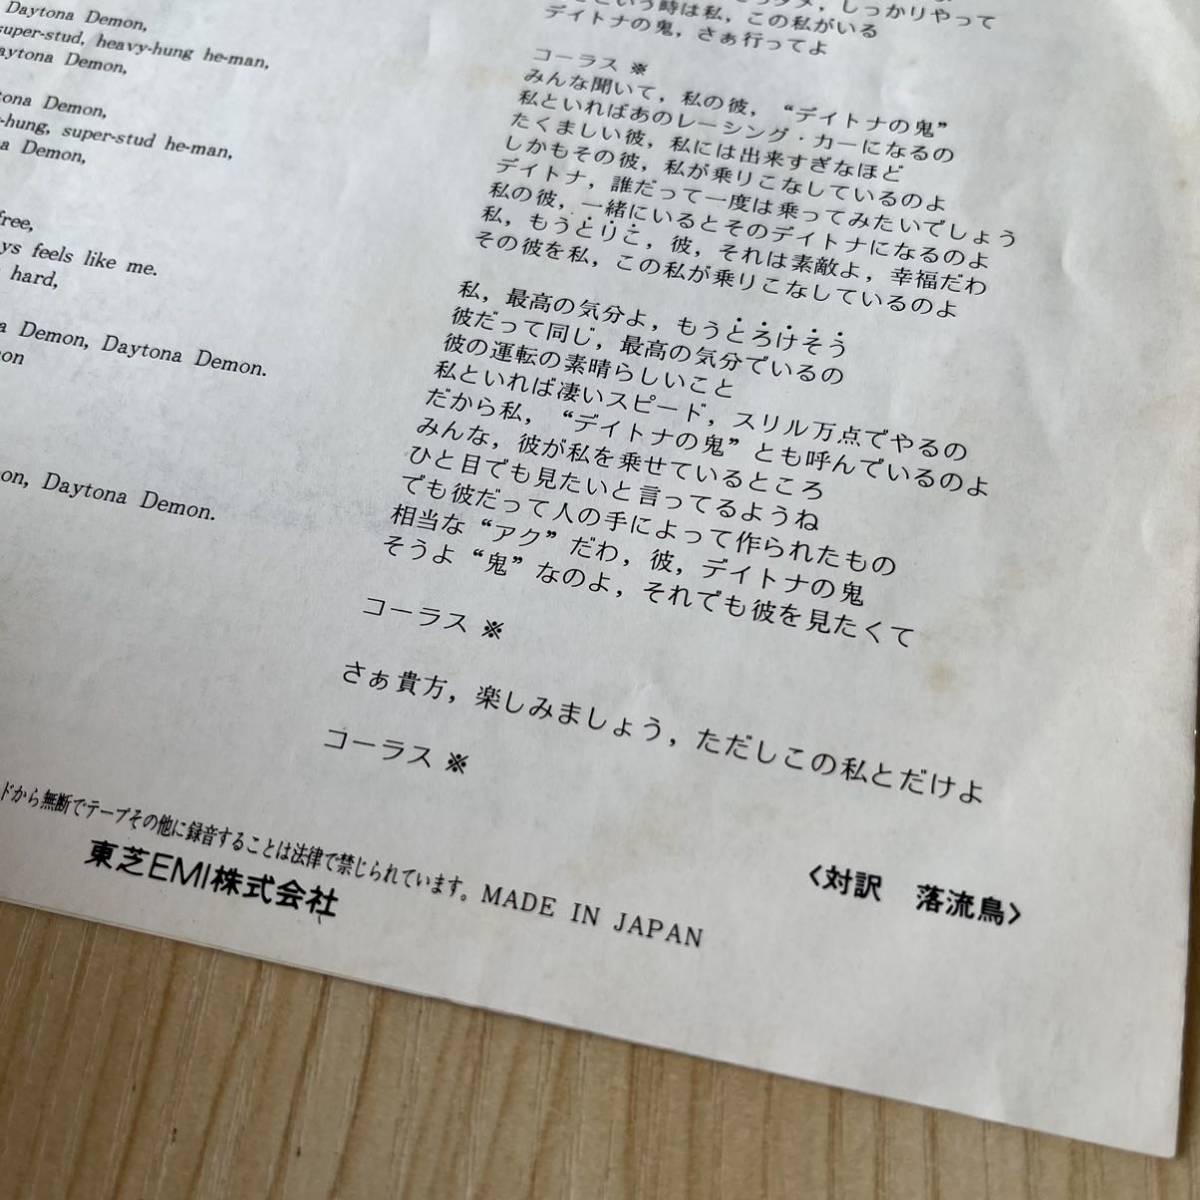 Daytona Demon,
super-stud, heavy-hung he-man,
Daytona Demon,
tona Demon,
-hung, super-stud he-man,
a Demon,
free,
ys feels like me.
hard,
a Demon, Daytona Demon.
on
on, Daytona Demon.
しっかりやって
という時は私，この私がいる
デイトナの鬼，さぁ行ってよ
コーラス ※
みんな聞いて，私の彼，“デイトナの鬼”
私といればあのレーシング・カーになるの
たくましい彼，私には出来すぎなほど
しかもその彼，私が乗りこなしているのよ
デイトナ，誰だって一度は乗ってみたいでしょう
私の彼，一緒にいるとそのデイトナになるのよ
私，もうとりこ，彼，それは素敵よ，幸福だわ
その彼を私，この私が乗りこなしているのよ
私，最高の気分よ，もうとろけそう
彼だって同じ，最高の気分でいるの
彼の運転の素晴らしいこと
私といれば凄いスピード，スリル万点でやるの
だから私，“デイトナの鬼”とも呼んでいるのよ
みんな，彼が私を乗せているところ
ひと目でも見たいと言ってるようね
でも彼だって人の手によって作られたもの
相当な“アク”だわ，彼，デイトナの鬼
そうよ“鬼”なのよ，それでも彼を見たくて
コーラス ※
さぁ貴方，楽しみましょう，ただしこの私とだけよ
コーラス ※
〈対訳　落流鳥〉
ドから無断でテープその他に録音することは法律で禁じられています。MADE IN JAPAN
東芝EMI株式会社